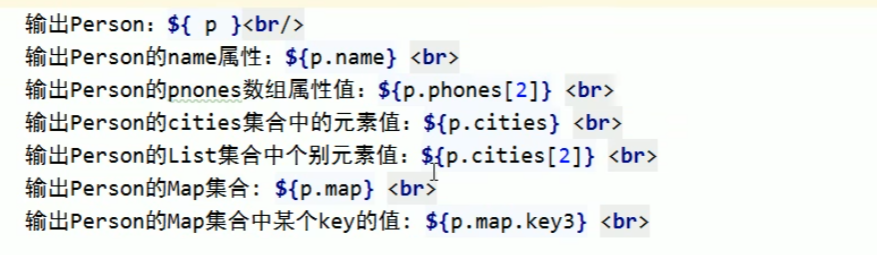 输出Person：${ p }<br/>
输出Person的name属性：${p.name} <br>
输出Person的pnones数组属性值：${p.phones[2]} <br>
输出Person的cities集合中的元素值：${p.cities} <br>
输出Person的List集合中个别元素值：${p.cities[2]} <br>
输出Person的Map集合: ${p.map} <br>
输出Person的Map集合中某个key的值: ${p.map.key3} <br>